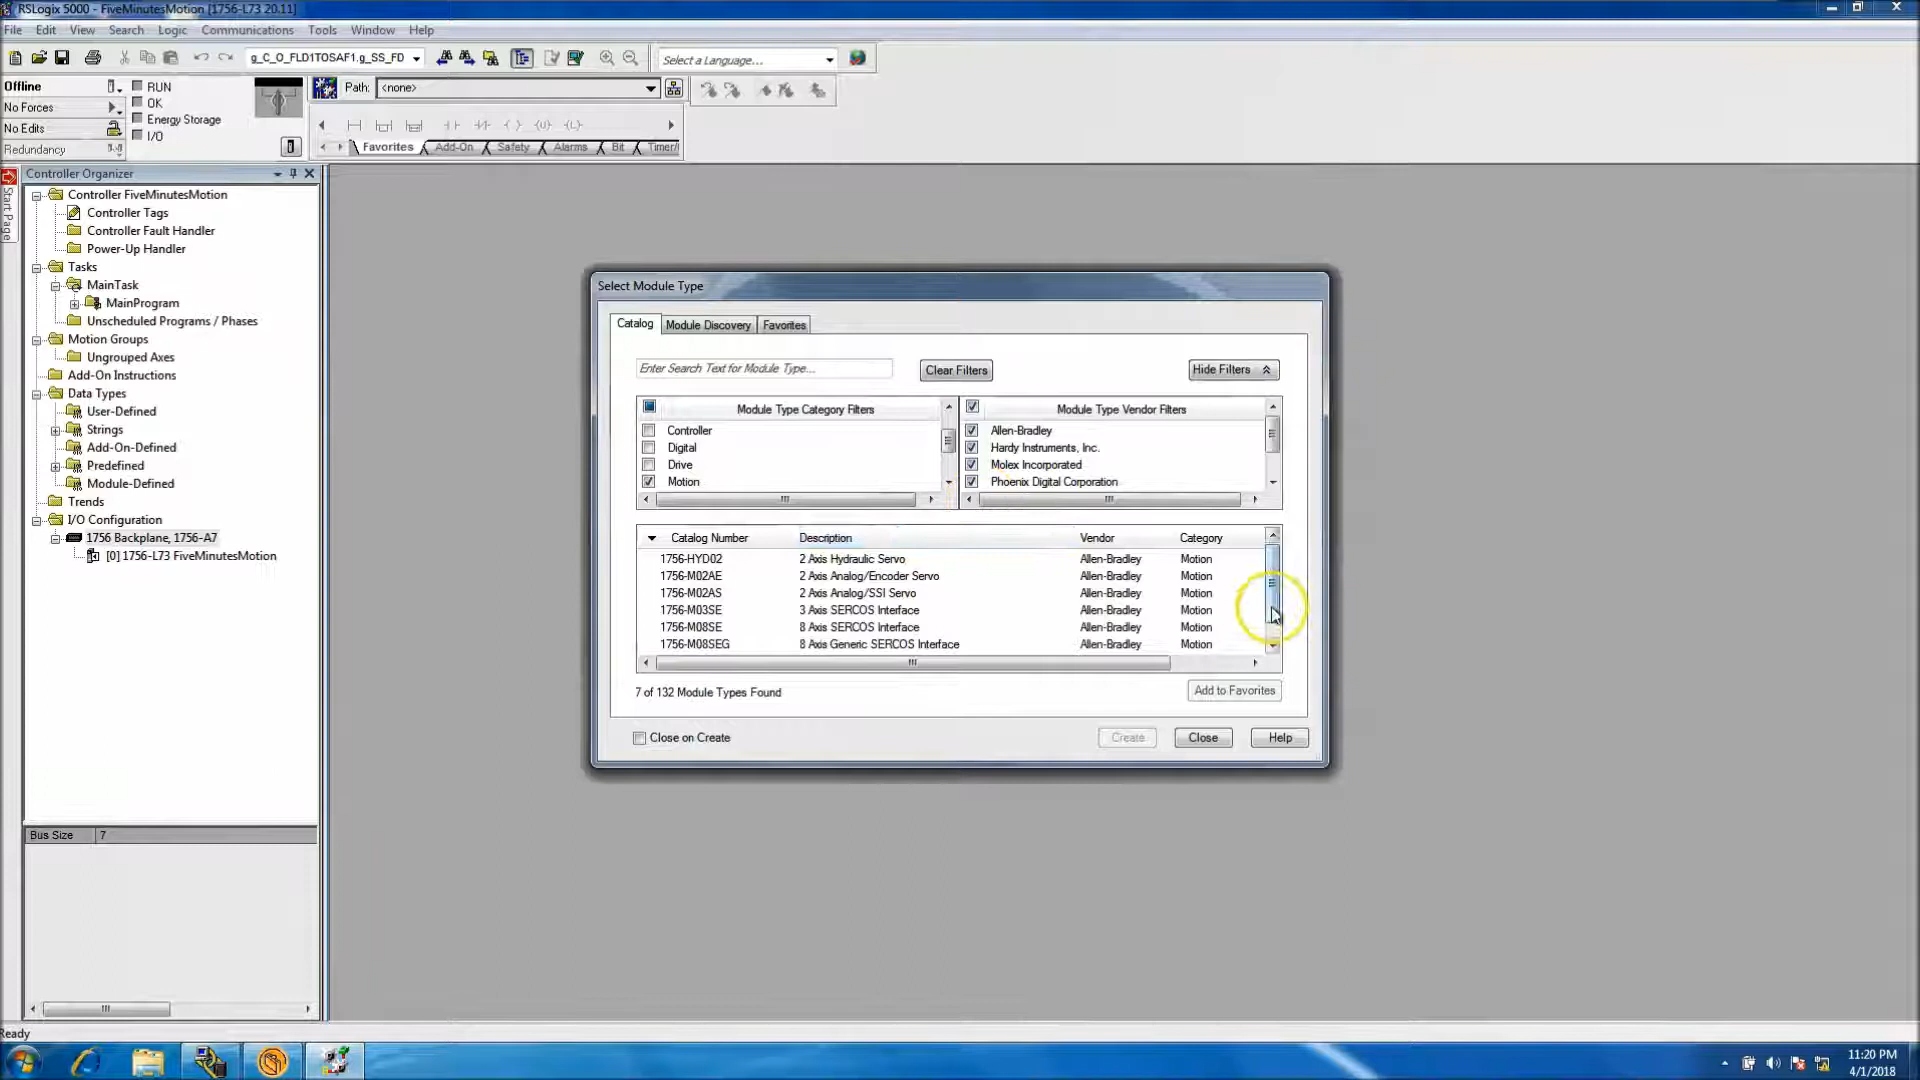 RSLogix 5000 - FiveMinutesMotion [1756-L73 20.11]
File Edit View Search Logic Communications Tools Window Help
g_C_O_FLD1TOSAF1.g_SS_FD
Select a Language...
Offline
RUN
Path: <none>
No Forces
OK
No Edits
Energy Storage
I/O
Redundancy
Favorites Add-On Safety Alarms Bit Timer/
Start Page
Controller Organizer
Controller FiveMinutesMotion
Controller Tags
Controller Fault Handler
Power-Up Handler
Tasks
MainTask
MainProgram
Unscheduled Programs / Phases
Motion Groups
Ungrouped Axes
Add-On Instructions
Data Types
User-Defined
Strings
Add-On-Defined
Predefined
Module-Defined
Trends
I/O Configuration
1756 Backplane, 1756-A7
[0] 1756-L73 FiveMinutesMotion
Bus Size 7
Select Module Type
Catalog Module Discovery Favorites
Enter Search Text for Module Type...
Clear Filters
Hide Filters
Module Type Category Filters
Controller
Digital
Drive
Motion
Module Type Vendor Filters
Allen-Bradley
Hardy Instruments, Inc.
Molex Incorporated
Phoenix Digital Corporation
Catalog Number Description Vendor Category
1756-HYD02 2 Axis Hydraulic Servo Allen-Bradley Motion
1756-M02AE 2 Axis Analog/Encoder Servo Allen-Bradley Motion
1756-M02AS 2 Axis Analog/SSI Servo Allen-Bradley Motion
1756-M03SE 3 Axis SERCOS Interface Allen-Bradley Motion
1756-M08SE 8 Axis SERCOS Interface Allen-Bradley Motion
1756-M08SEG 8 Axis Generic SERCOS Interface Allen-Bradley Motion
7 of 132 Module Types Found
Add to Favorites
Close on Create
Create
Close
Help
Ready
11:20 PM
4/1/2018